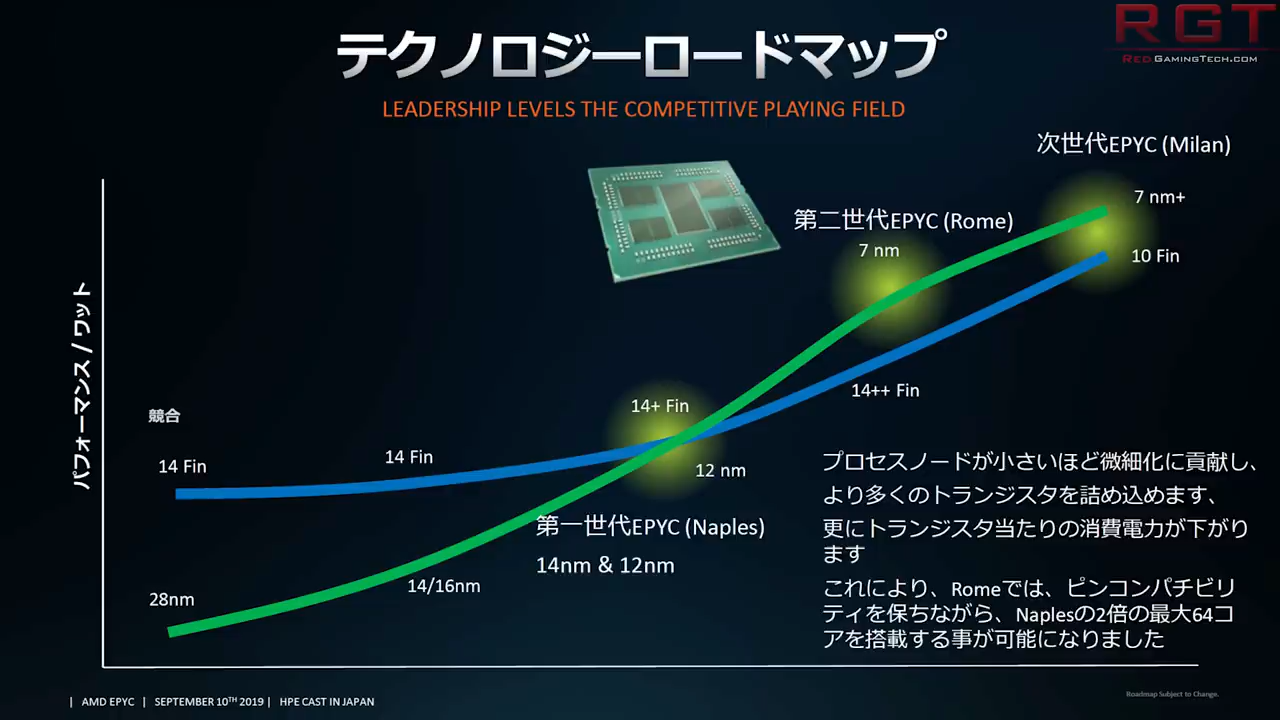 テクノロジーロードマップ
RGT
RedGamingTech.com
LEADERSHIP LEVELS THE COMPETITIVE PLAYING FIELD
次世代EPYC (Milan)
7 nm+
10 Fin
第二世代EPYC (Rome)
7 nm
14++ Fin
パフォーマンス / ワット
競合
14 Fin
14 Fin
14+ Fin
12 nm
第一世代EPYC (Naples)
14nm & 12nm
28nm
14/16nm
プロセスノードが小さいほど微細化に貢献し、
より多くのトランジスタを詰め込めます、
更にトランジスタ当たりの消費電力が下がり
ます
これにより、Romeでは、ピンコンパチビリ
ティを保ちながら、Naplesの2倍の最大64コ
アを搭載する事が可能になりました
| AMD EPYC | SEPTEMBER 10TH 2019 | HPE CAST IN JAPAN
Roadmap Subject to Change.